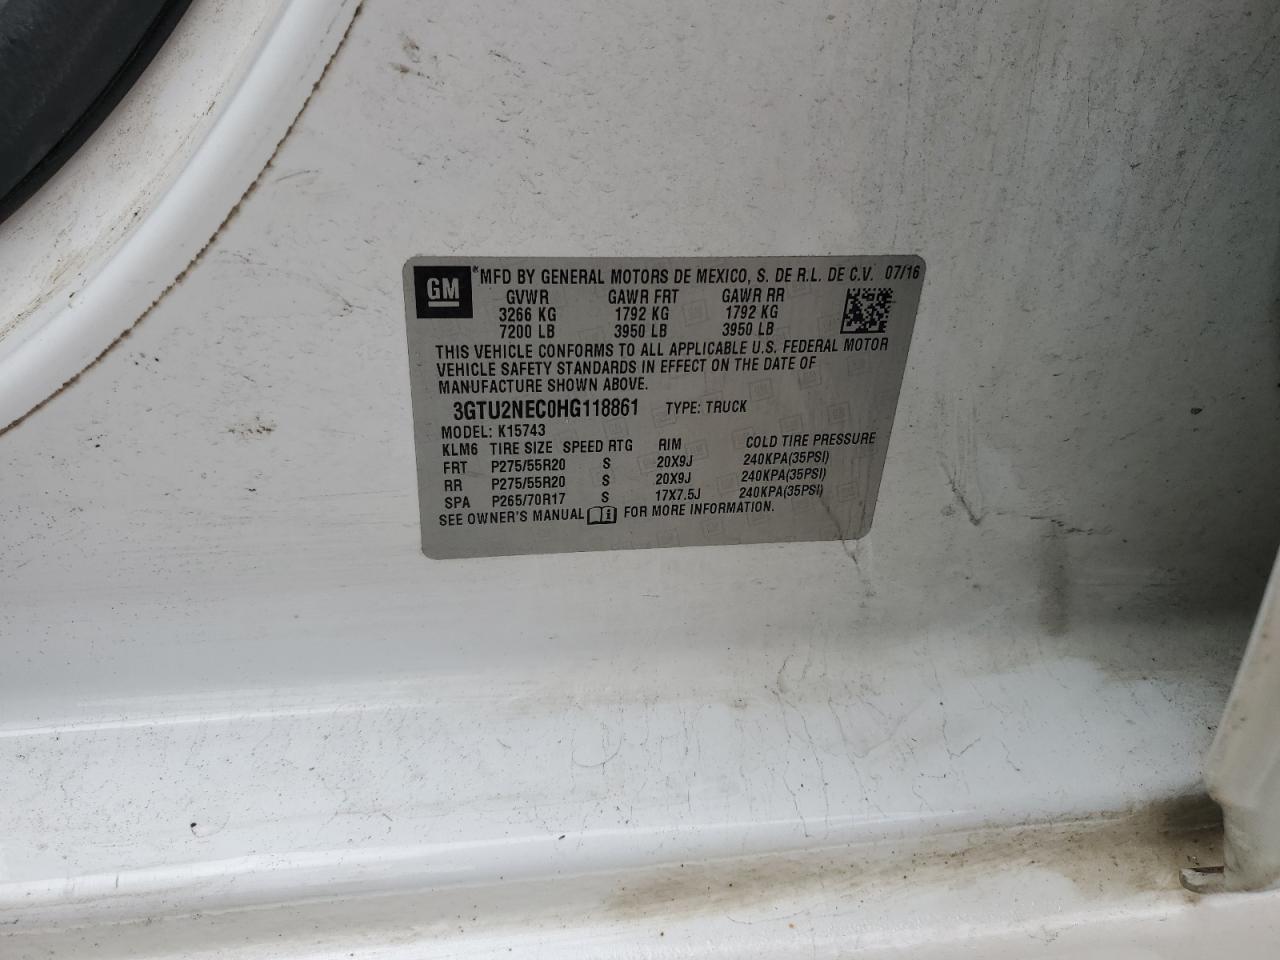 GM *MFD BY GENERAL MOTORS DE MEXICO, S. DE R.L. DE C.V. 07/16
GVWR GAWR FRT GAWR RR
3266 KG 1792 KG 1792 KG
7200 LB 3950 LB 3950 LB
THIS VEHICLE CONFORMS TO ALL APPLICABLE U.S. FEDERAL MOTOR
VEHICLE SAFETY STANDARDS IN EFFECT ON THE DATE OF
MANUFACTURE SHOWN ABOVE.
3GTU2NEC0HG118861 TYPE: TRUCK
MODEL: K15743
KLM6 TIRE SIZE SPEED RTG RIM COLD TIRE PRESSURE
FRT P275/55R20 S 20X9J 240KPA(35PSI)
RR P275/55R20 S 20X9J 240KPA(35PSI)
SPA P265/70R17 S 17X7.5J 240KPA(35PSI)
SEE OWNER'S MANUAL FOR MORE INFORMATION.